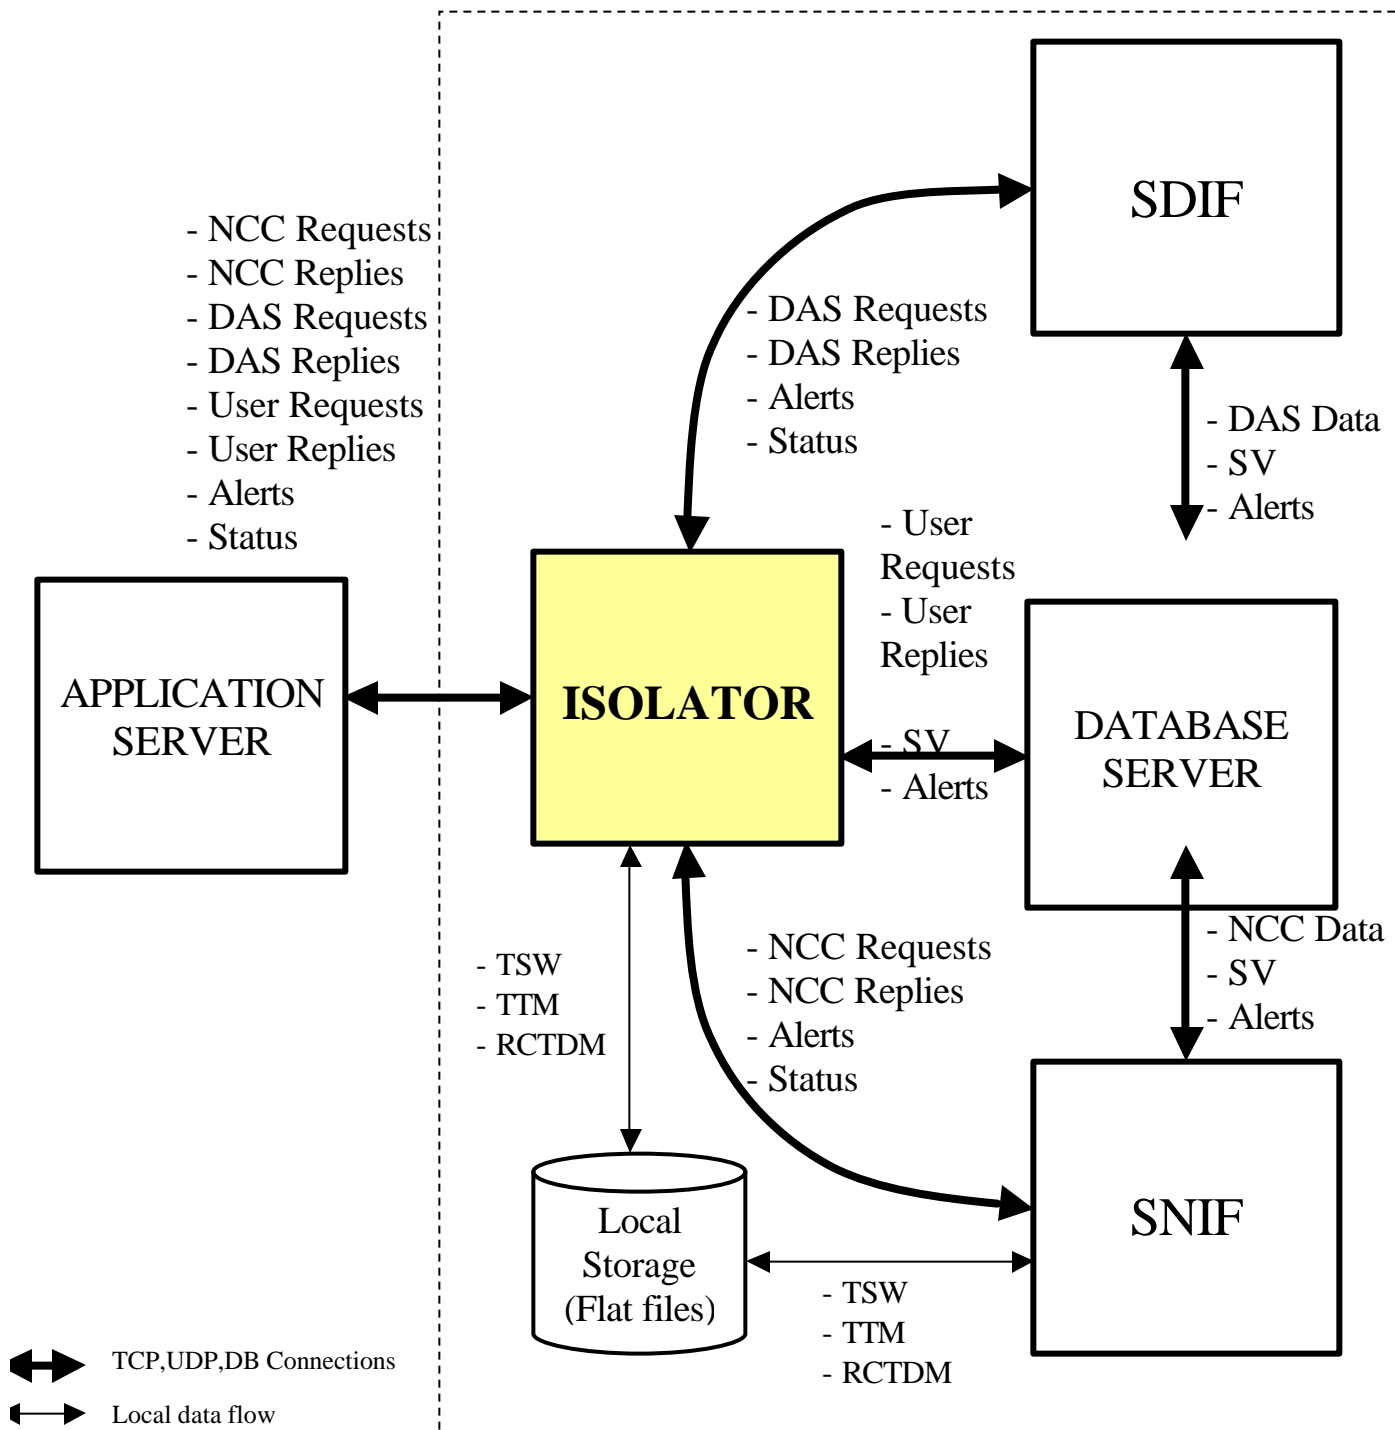 SDIF
- NCC Requests
- NCC Replies
- DAS Requests
- DAS Replies
- User Requests
- User Replies
- Alerts
- Status
- DAS Requests
- DAS Replies
- Alerts
- Status
- DAS Data
- SV
- Alerts
- User
Requests
- User
Replies
- SV
- Alerts
APPLICATION
SERVER
ISOLATOR
DATABASE
SERVER
- TSW
- TTM
- RCTDM
- NCC Requests
- NCC Replies
- Alerts
- Status
- NCC Data
- SV
- Alerts
Local
Storage
(Flat files)
SNIF
- TSW
- TTM
- RCTDM
TCP,UDP,DB Connections
Local data flow